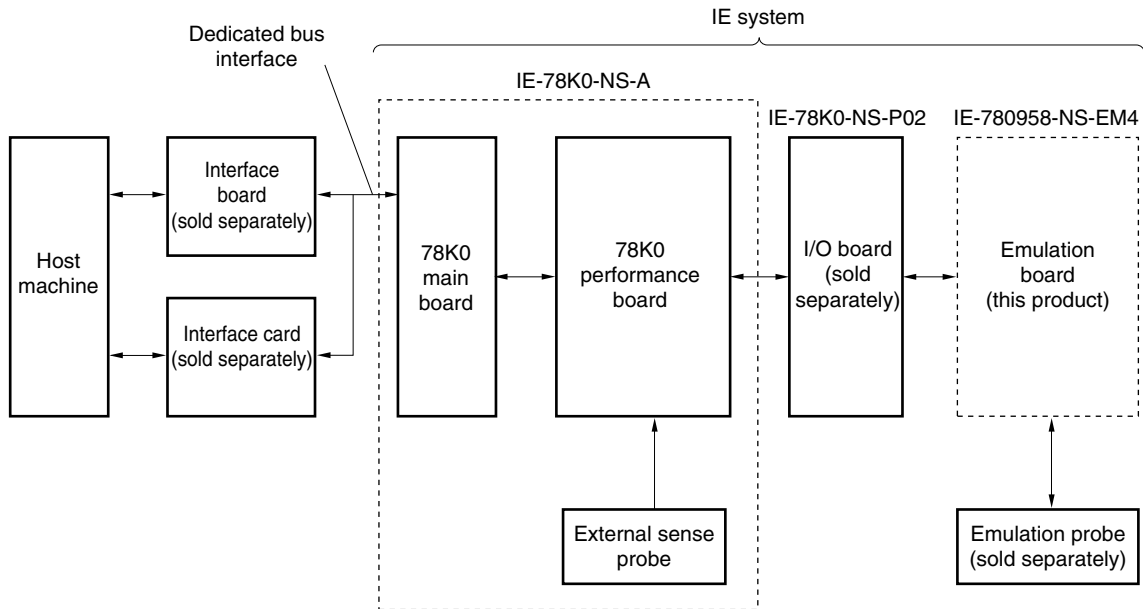 IE system
Dedicated bus
interface
IE-78K0-NS-A
IE-78K0-NS-P02
IE-780958-NS-EM4
Host
machine
Interface
board
(sold separately)
Interface card
(sold separately)
78K0
main
board
78K0
performance
board
I/O board
(sold
separately)
Emulation
board
(this product)
External sense
probe
Emulation probe
(sold separately)